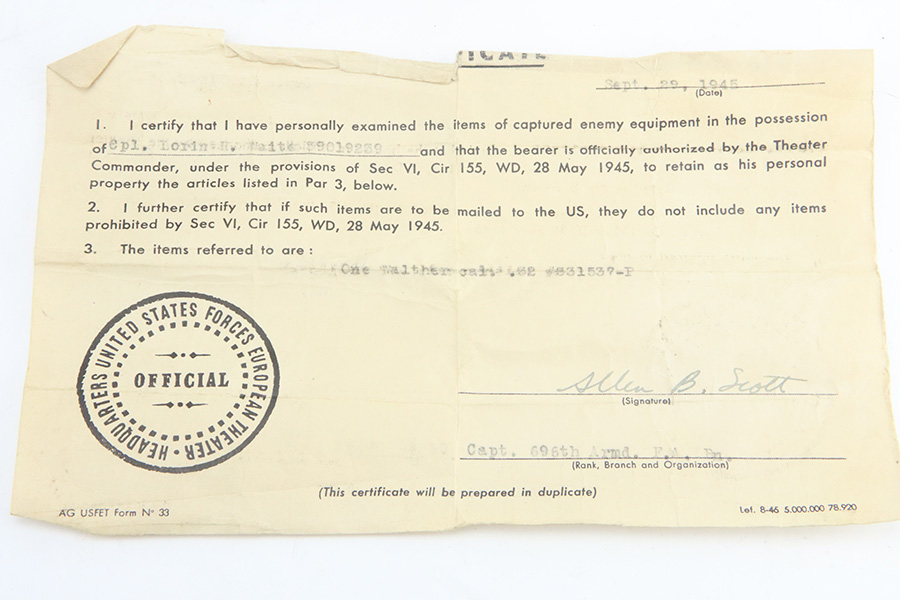 ICATE
Sept. 29, 1945
(Date)
1. I certify that I have personally examined the items of captured enemy equipment in the possession
of Cpl. Lorin R. Waite 39019239 and that the bearer is officially authorized by the Theater
Commander, under the provisions of Sec VI, Cir 155, WD, 28 May 1945, to retain as his personal
property the articles listed in Par 3, below.
2. I further certify that if such items are to be mailed to the US, they do not include any items
prohibited by Sec VI, Cir 155, WD, 28 May 1945.
3. The items referred to are :
One Walther .32 #831537-P
HEADQUARTERS UNITED STATES FORCES EUROPEAN THEATER
OFFICIAL
Allen B. Scott
(Signature)
Capt. 696th Armd. F.A. Bn.
(Rank, Branch and Organization)
(This certificate will be prepared in duplicate)
AG USFET Form N° 33
Lef. 8-46 5.000.000 78.920